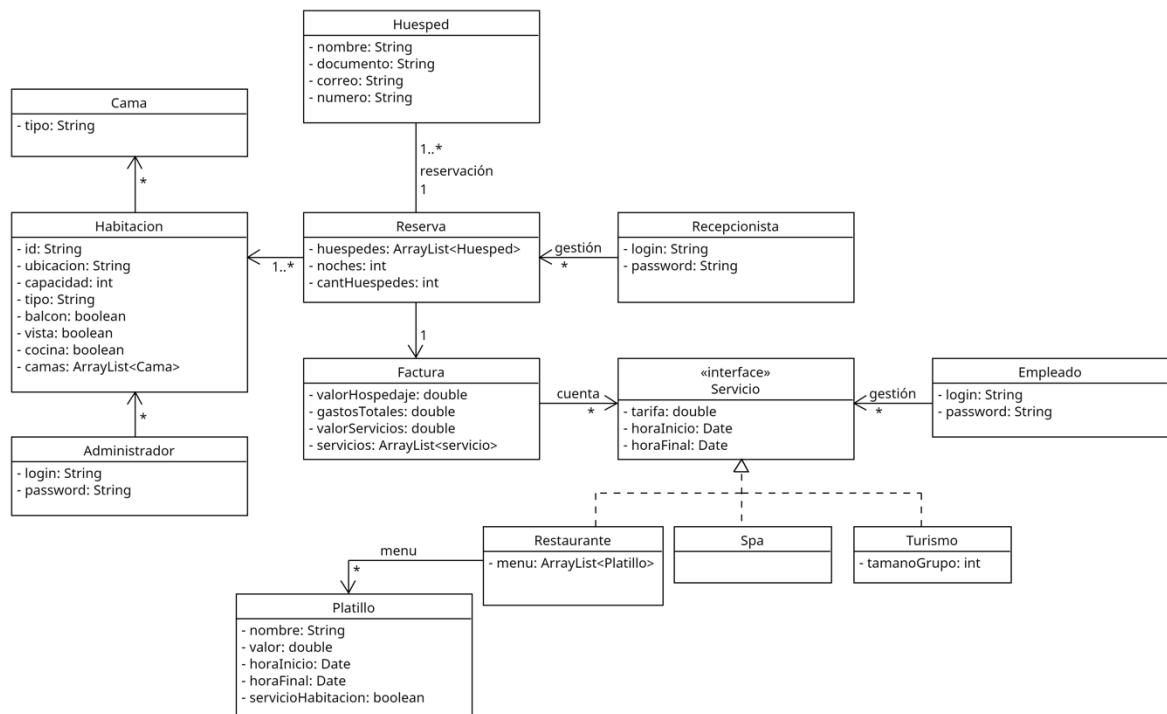 Huesped
- nombre: String
- documento: String
- correo: String
- numero: String
Cama
- tipo: String
1..*
reservación
1
*
Habitacion
- id: String
- ubicacion: String
- capacidad: int
- tipo: String
- balcon: boolean
- vista: boolean
- cocina: boolean
- camas: ArrayList<Cama>
1..*
Reserva
- huespedes: ArrayList<Huesped>
- noches: int
- cantHuespedes: int
gestión
*
Recepcionista
- login: String
- password: String
1
*
Administrador
- login: String
- password: String
Factura
- valorHospedaje: double
- gastosTotales: double
- valorServicios: double
- servicios: ArrayList<servicio>
cuenta
*
«interface»
Servicio
- tarifa: double
- horaInicio: Date
- horaFinal: Date
gestión
*
Empleado
- login: String
- password: String
menu
*
Restaurante
- menu: ArrayList<Platillo>
Spa
Turismo
- tamanoGrupo: int
Platillo
- nombre: String
- valor: double
- horaInicio: Date
- horaFinal: Date
- servicioHabitacion: boolean